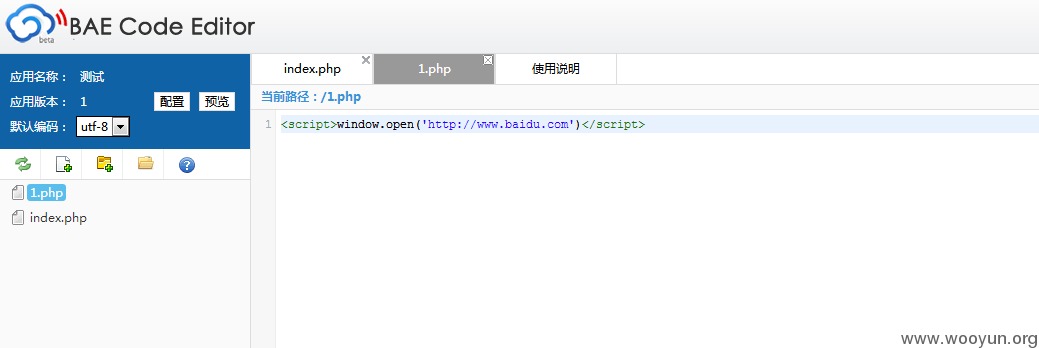 BAE Code Editor
beta
应用名称： 测试
应用版本： 1 配置 预览
默认编码： utf-8
1.php
index.php
index.php 1.php 使用说明
当前路径：/1.php
1 <script>window.open('http://www.baidu.com')</script>
www.wooyun.org